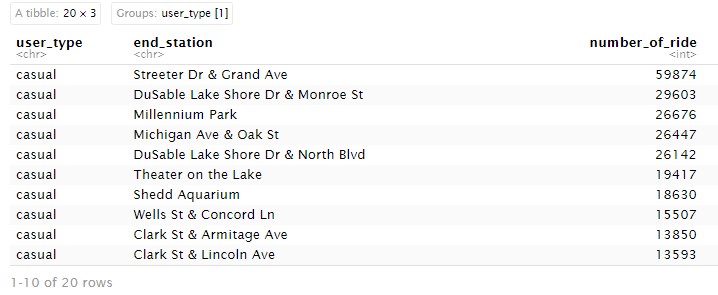 A tibble: 20 × 3 Groups: user_type [1]
user_type end_station number_of_ride
<chr> <chr> <int>
casual Streeter Dr & Grand Ave 59874
casual DuSable Lake Shore Dr & Monroe St 29603
casual Millennium Park 26676
casual Michigan Ave & Oak St 26447
casual DuSable Lake Shore Dr & North Blvd 26142
casual Theater on the Lake 19417
casual Shedd Aquarium 18630
casual Wells St & Concord Ln 15507
casual Clark St & Armitage Ave 13850
casual Clark St & Lincoln Ave 13593
1-10 of 20 rows